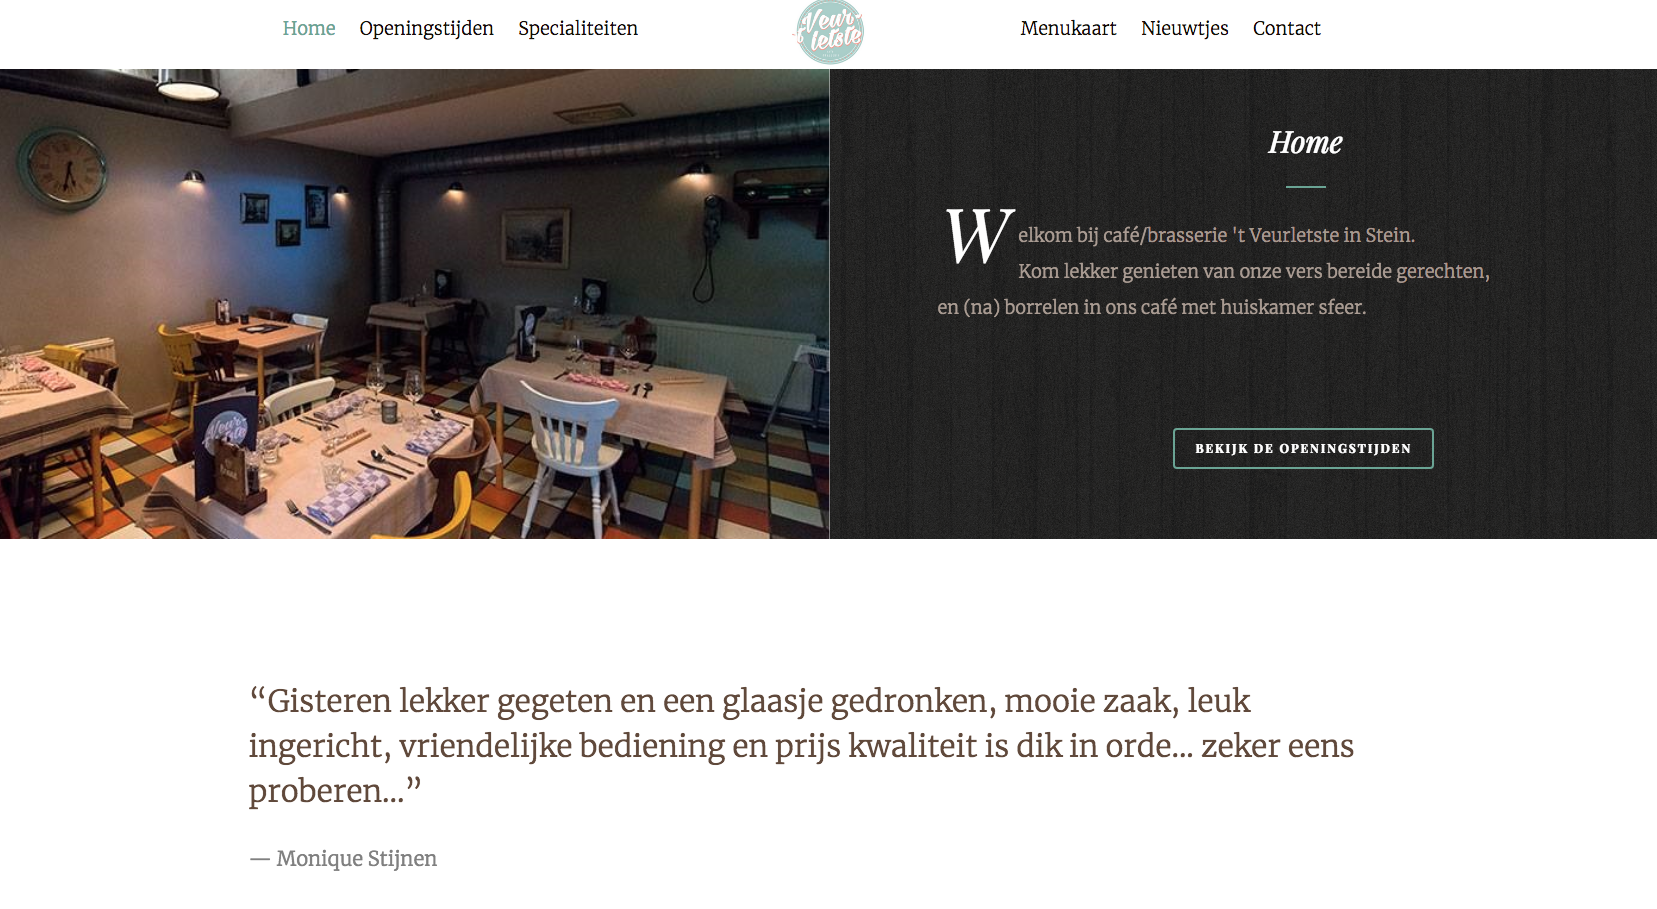 Home Openingstijden Specialiteiten
Veur
letste
Menukaart Nieuwtjes Contact
Home
Welkom bij café/brasserie 't Veurletste in Stein.
Kom lekker genieten van onze vers bereide gerechten,
en (na) borrelen in ons café met huiskamer sfeer.
BEKIJK DE OPENINGSTIJDEN
“Gisteren lekker gegeten en een glaasje gedronken, mooie zaak, leuk
ingericht, vriendelijke bediening en prijs kwaliteit is dik in orde... zeker eens
proberen...”
— Monique Stijnen